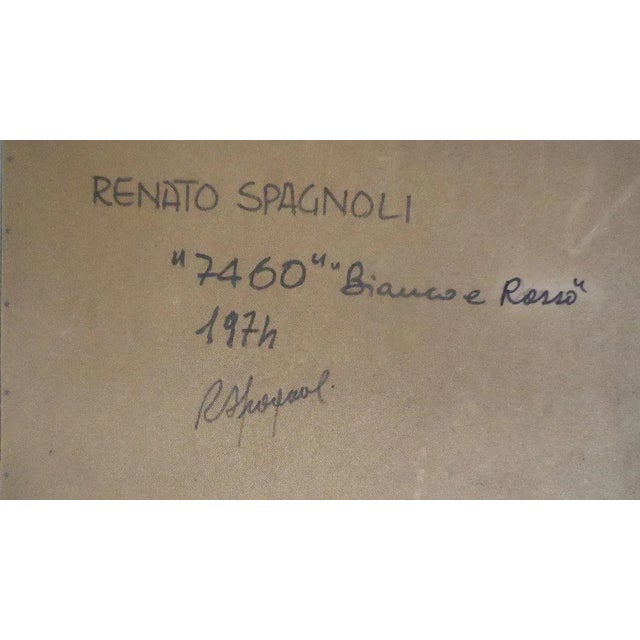 RENATO SPAGNOLI
"7460" "Bianco e Rosso"
1974
R Spagnol.